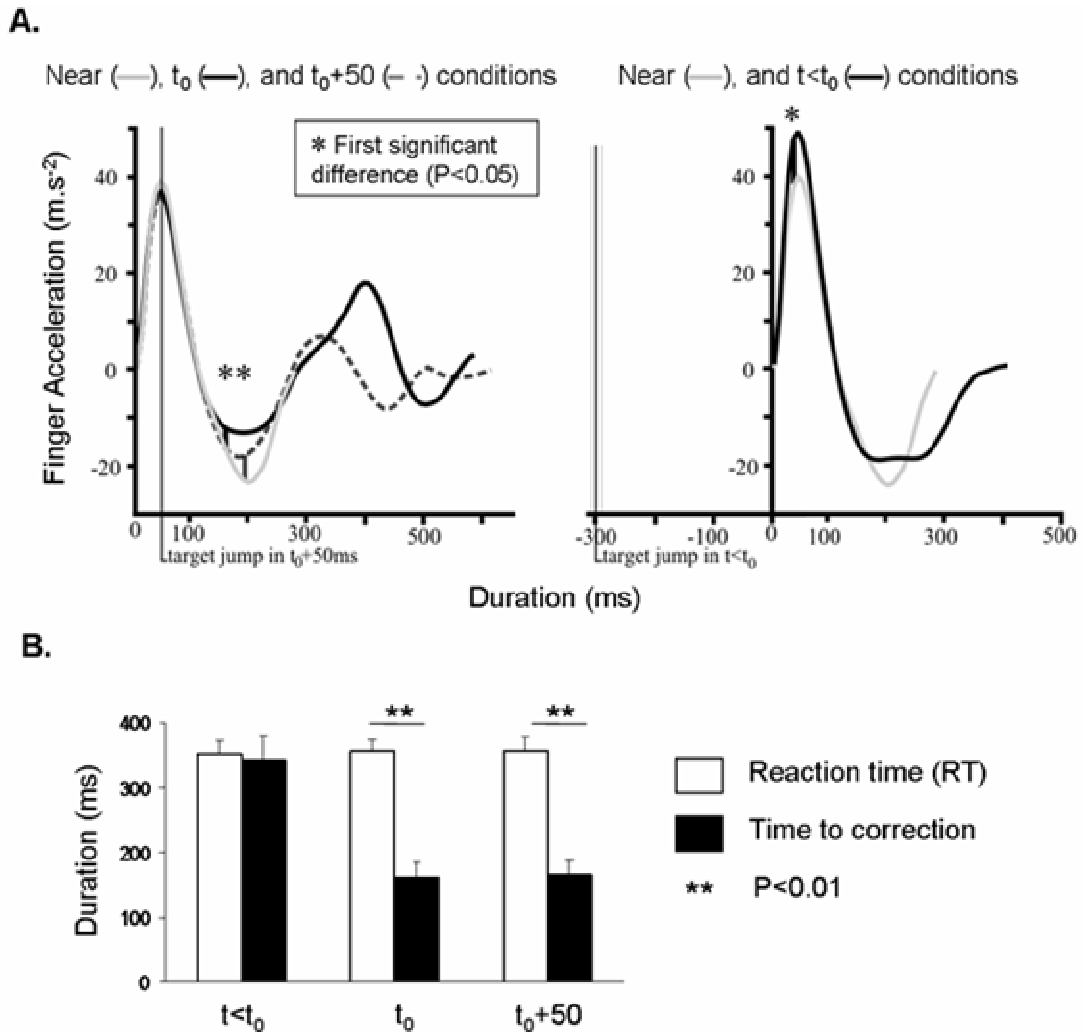 A.
Near (—), t₀ (—), and t₀+50 (– –) conditions
Near (—), and t<t₀ (—) conditions
*
* First significant
difference (P<0.05)
Finger Acceleration (m.s⁻²)
40
20
0
-20
**
0 100 300 500
target jump in t₀+50ms
40
20
0
-20
-300 -100 0 100 300 500
target jump in t<t₀
Duration (ms)
B.
Duration (ms)
400
300
200
100
0
**
**
t<t₀ t₀ t₀+50
Reaction time (RT)
Time to correction
** P<0.01